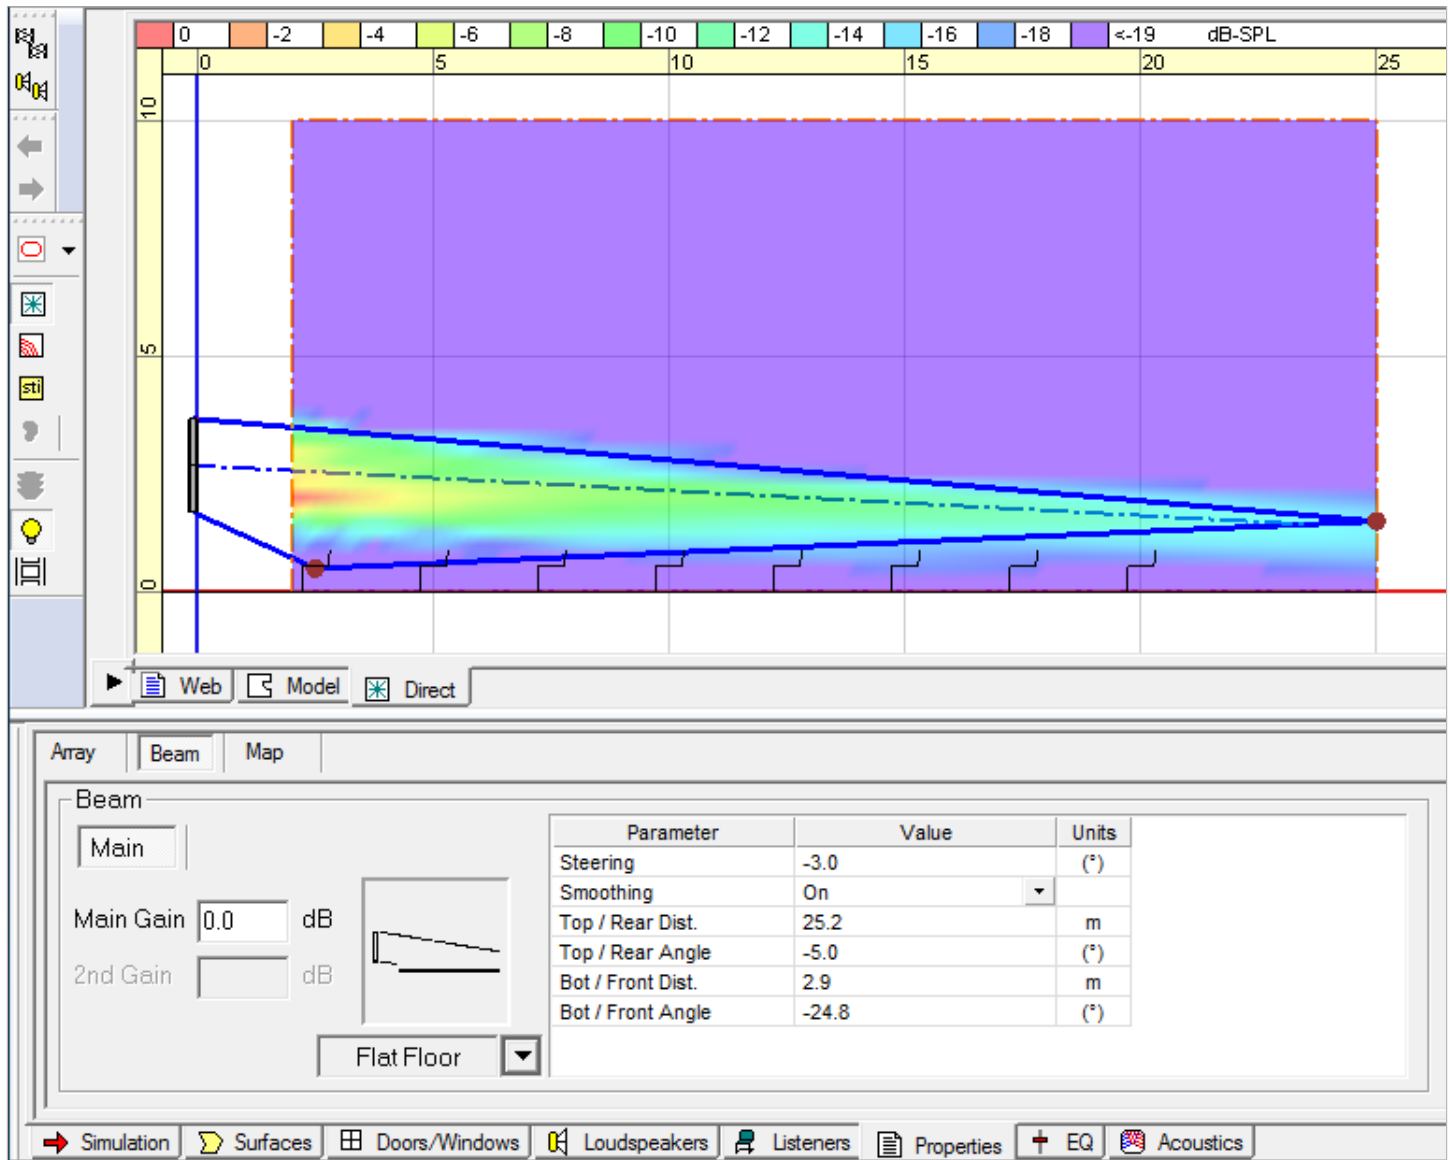 0 -2 -4 -6 -8 -10 -12 -14 -16 -18 <-19 dB-SPL
0 5 10 15 20 25
10
5
0
sti
Web Model Direct
Array Beam Map
Beam
Main
Main Gain 0.0 dB
2nd Gain dB
Flat Floor
Parameter Value Units
Steering -3.0 (°)
Smoothing On
Top / Rear Dist. 25.2 m
Top / Rear Angle -5.0 (°)
Bot / Front Dist. 2.9 m
Bot / Front Angle -24.8 (°)
Simulation Surfaces Doors/Windows Loudspeakers Listeners Properties EQ Acoustics